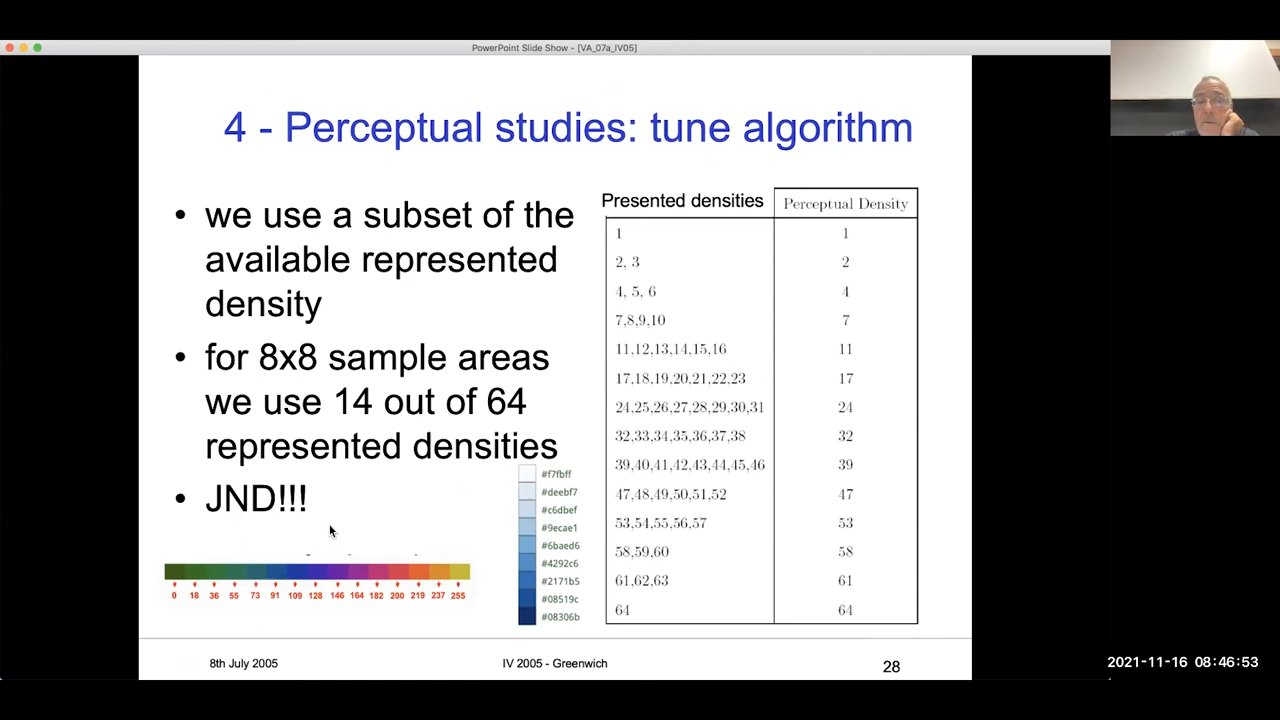 PowerPoint Slide Show - [VA_07a_IV05]
4 - Perceptual studies: tune algorithm
• we use a subset of the
available represented
density
• for 8x8 sample areas
we use 14 out of 64
represented densities
• JND!!!
Presented densities Perceptual Density
1 1
2, 3 2
4, 5, 6 4
7,8,9,10 7
11,12,13,14,15,16 11
17,18,19,20,21,22,23 17
24,25,26,27,28,29,30,31 24
32,33,34,35,36,37,38 32
39,40,41,42,43,44,45,46 39
47,48,49,50,51,52 47
53,54,55,56,57 53
58,59,60 58
61,62,63 61
64 64
#f7fbff
#deebf7
#c6dbef
#9ecae1
#6baed6
#4292c6
#2171b5
#08519c
#08306b
0 18 36 55 73 91 109 128 146 164 182 200 219 237 255
8th July 2005 IV 2005 - Greenwich 28
2021-11-16 08:46:53